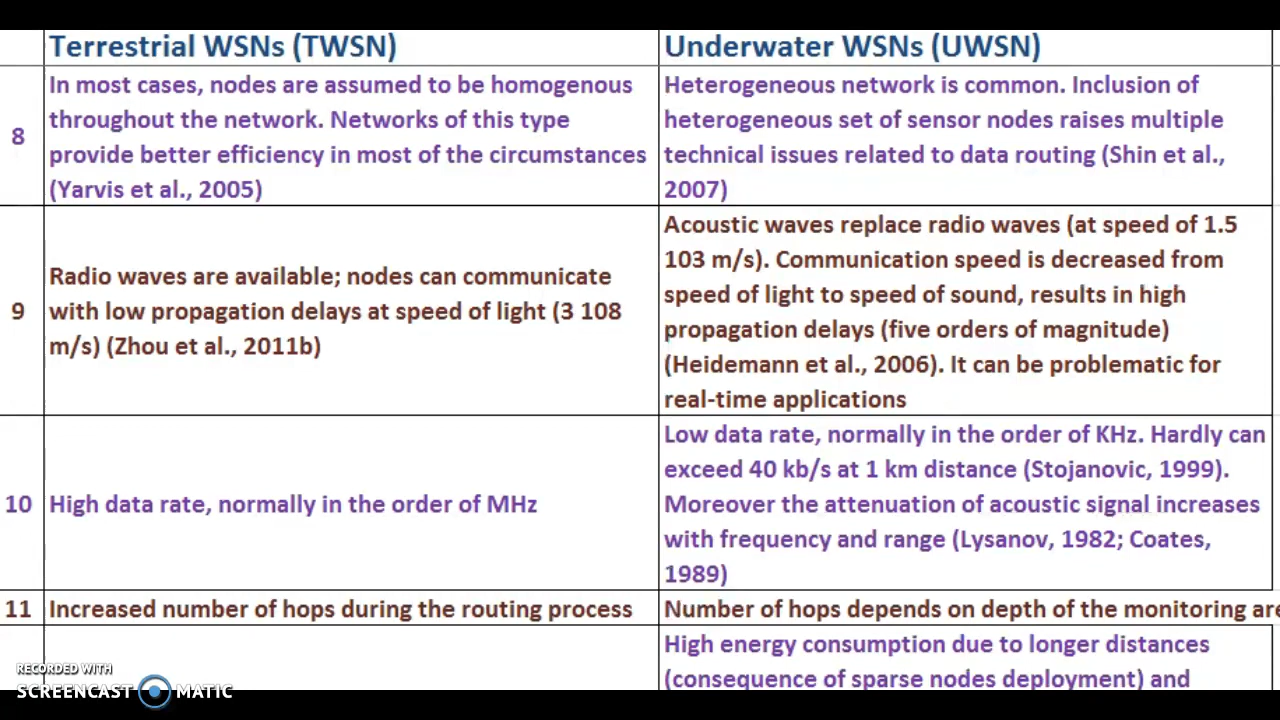 Terrestrial WSNs (TWSN)
Underwater WSNs (UWSN)
8
In most cases, nodes are assumed to be homogenous
throughout the network. Networks of this type
provide better efficiency in most of the circumstances
(Yarvis et al., 2005)
Heterogeneous network is common. Inclusion of
heterogeneous set of sensor nodes raises multiple
technical issues related to data routing (Shin et al.,
2007)
9
Radio waves are available; nodes can communicate
with low propagation delays at speed of light (3 108
m/s) (Zhou et al., 2011b)
Acoustic waves replace radio waves (at speed of 1.5
103 m/s). Communication speed is decreased from
speed of light to speed of sound, results in high
propagation delays (five orders of magnitude)
(Heidemann et al., 2006). It can be problematic for
real-time applications
10
High data rate, normally in the order of MHz
Low data rate, normally in the order of KHz. Hardly can
exceed 40 kb/s at 1 km distance (Stojanovic, 1999).
Moreover the attenuation of acoustic signal increases
with frequency and range (Lysanov, 1982; Coates,
1989)
11
Increased number of hops during the routing process
Number of hops depends on depth of the monitoring are
High energy consumption due to longer distances
(consequence of sparse nodes deployment) and
RECORDED WITH
SCREENCAST MATIC